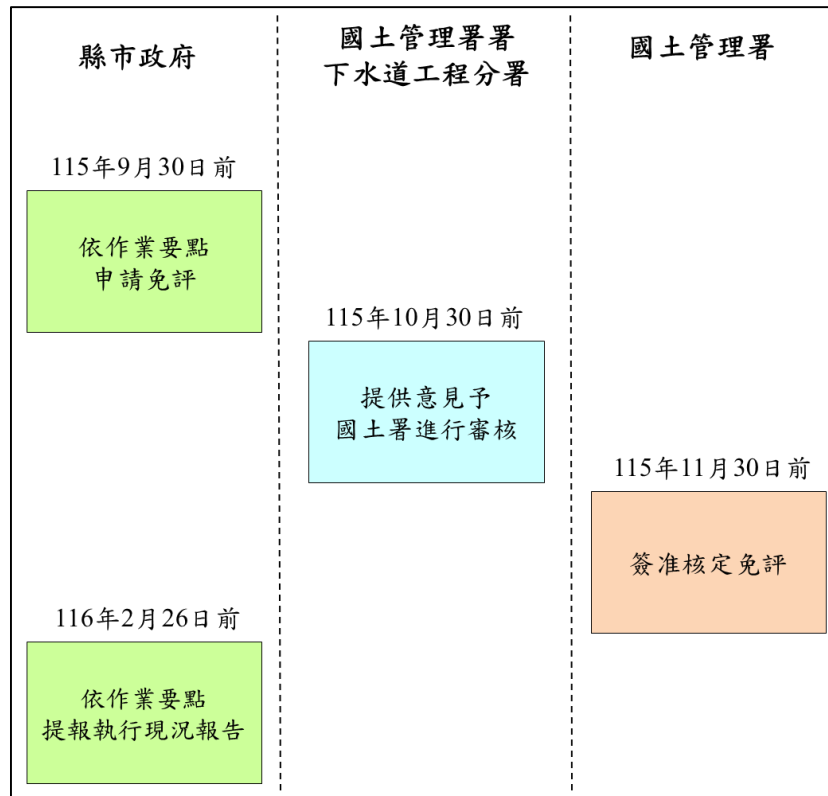 縣市政府
國土管理署署
下水道工程分署
國土管理署
115年9月30日前
依作業要點
申請免評
115年10月30日前
提供意見予
國土署進行審核
115年11月30日前
簽准核定免評
116年2月26日前
依作業要點
提報執行現況報告